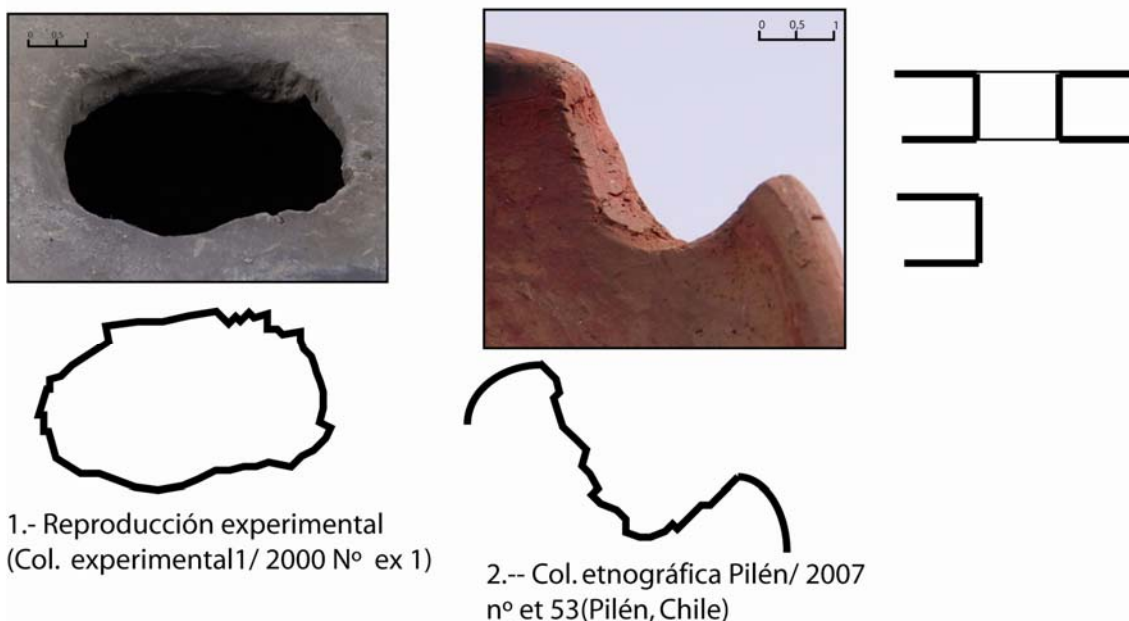 0 0,5 1
0 0,5 1
1.- Reproducción experimental
(Col. experimental1/ 2000 Nº ex 1)
2.-- Col. etnográfica Pilén/ 2007
nº et 53(Pilén, Chile)